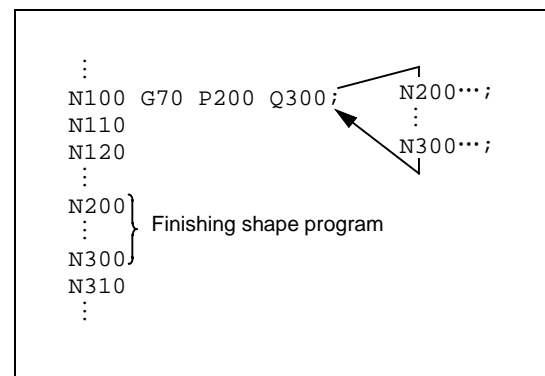 ⋮
N100 G70 P200 Q300;
N110
N120
⋮
N200
⋮
N300
N310
⋮
Finishing shape program
N200⋯;
⋮
N300⋯;